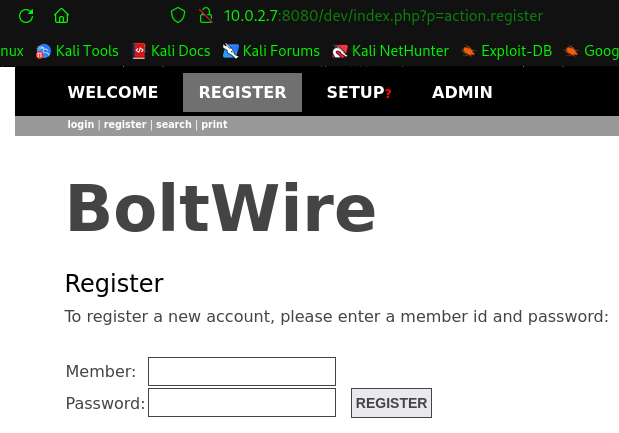 10.0.2.7:8080/dev/index.php?p=action.register
nux Kali Tools Kali Docs Kali Forums Kali NetHunter Exploit-DB Goog
WELCOME REGISTER SETUP? ADMIN
login | register | search | print
BoltWire
Register
To register a new account, please enter a member id and password:
Member:
Password: REGISTER